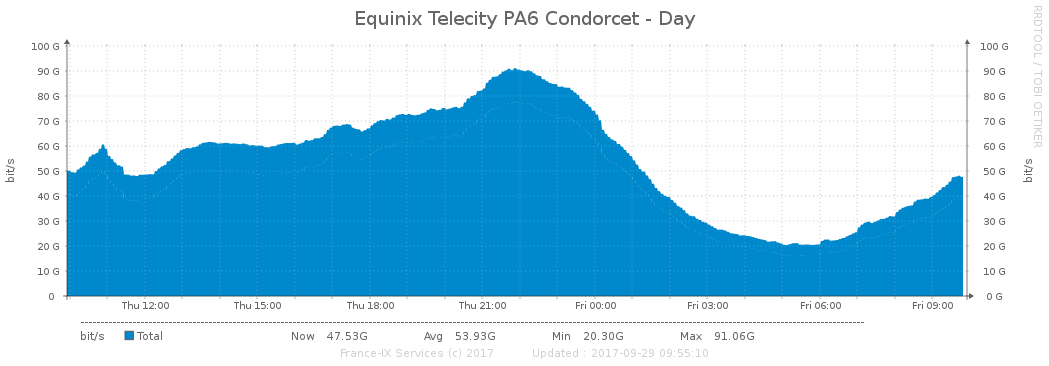 Equinix Telecity PA6 Condorcet - Day
RRDTOOL / TOBI OETIKER
100 G 100 G
90 G 90 G
80 G 80 G
70 G 70 G
60 G 60 G
50 G 50 G
40 G 40 G
30 G 30 G
20 G 20 G
10 G 10 G
0 0 G
bit/s bit/s
Thu 12:00 Thu 15:00 Thu 18:00 Thu 21:00 Fri 00:00 Fri 03:00 Fri 06:00 Fri 09:00
bit/s Total Now 47.53G Avg 53.93G Min 20.30G Max 91.06G
France-IX Services (c) 2017 Updated : 2017-09-29 09:55:10